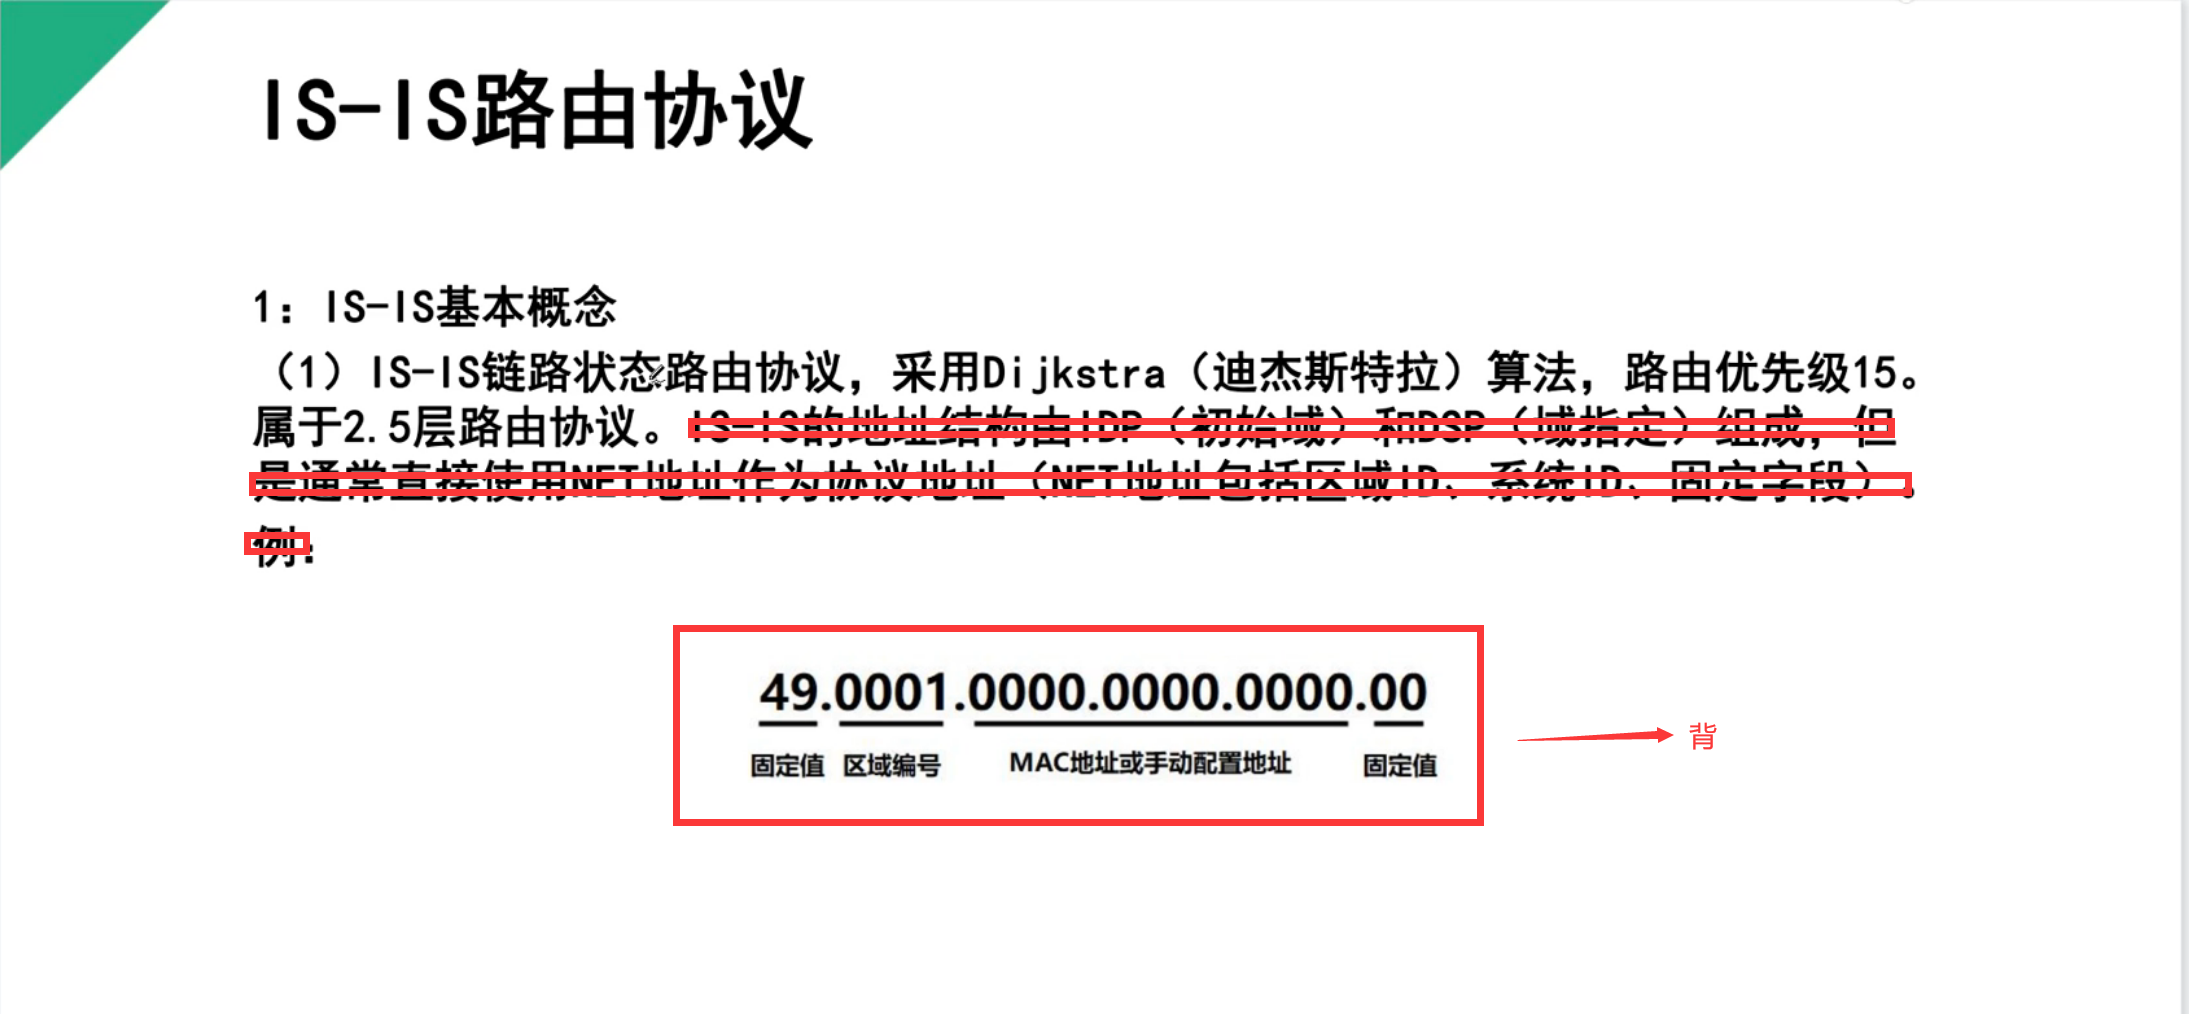 IS-IS路由协议
1：IS-IS基本概念
（1）IS-IS链路状态路由协议，采用Dijkstra（迪杰斯特拉）算法，路由优先级15。
属于2.5层路由协议。IS-IS的地址结构由IDP（初始域）和DSP（域指定）组成，但
是通常直接使用NET地址作为协议地址（NET地址包括区域ID、系统ID、固定字段）。
例：
49.0001.0000.0000.0000.00
固定值 区域编号 MAC地址或手动配置地址 固定值
背